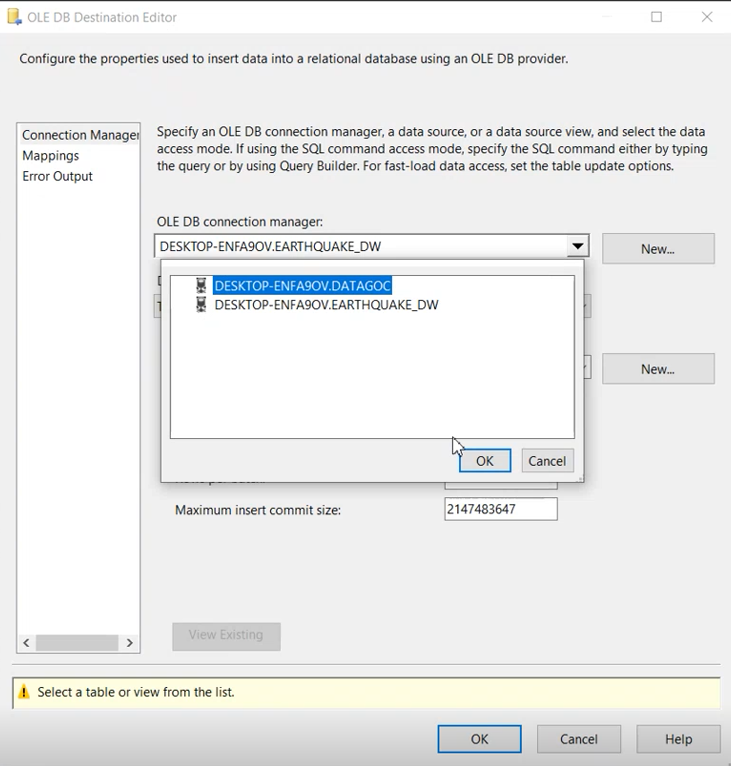 OLE DB Destination Editor
Configure the properties used to insert data into a relational database using an OLE DB provider.
Connection Manager
Mappings
Error Output
Specify an OLE DB connection manager, a data source, or a data source view, and select the data
access mode. If using the SQL command access mode, specify the SQL command either by typing
the query or by using Query Builder. For fast-load data access, set the table update options.
OLE DB connection manager:
DESKTOP-ENFA9OV.EARTHQUAKE_DW
New...
DESKTOP-ENFA9OV.DATAGOC
DESKTOP-ENFA9OV.EARTHQUAKE_DW
New...
OK
Cancel
Maximum insert commit size:
2147483647
View Existing
Select a table or view from the list.
OK
Cancel
Help